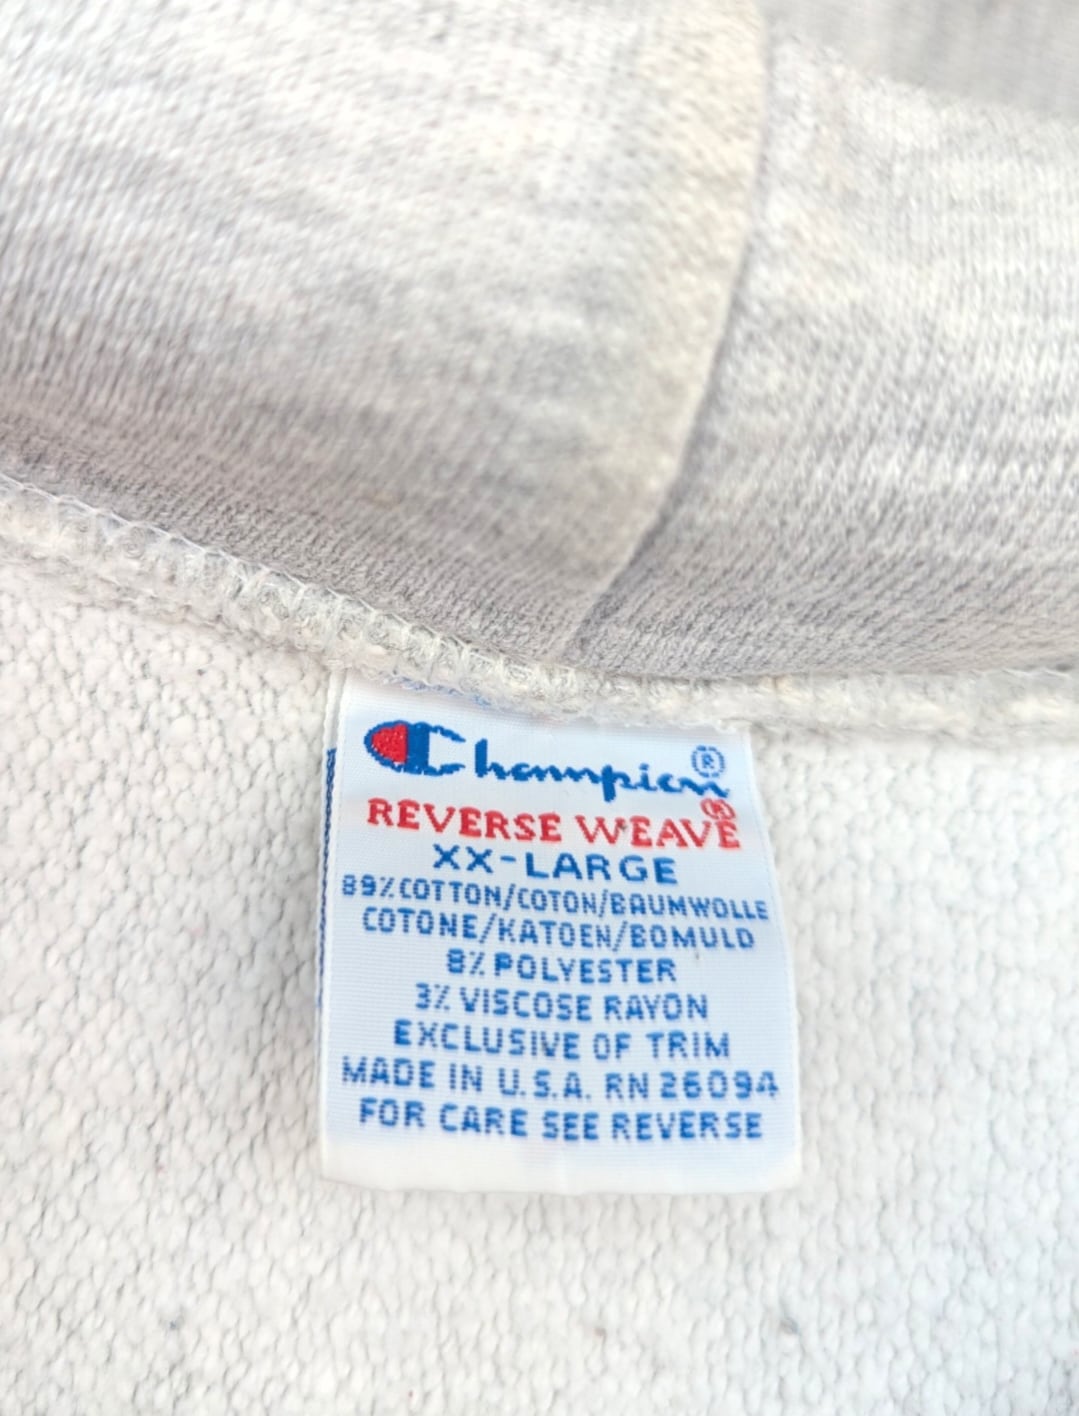 Champion®
REVERSE WEAVE®
XX-LARGE
89% COTTON/COTON/BAUMWOLLE
COTONE/KATOEN/BOMULD
8% POLYESTER
3% VISCOSE RAYON
EXCLUSIVE OF TRIM
MADE IN U.S.A. RN 26094
FOR CARE SEE REVERSE